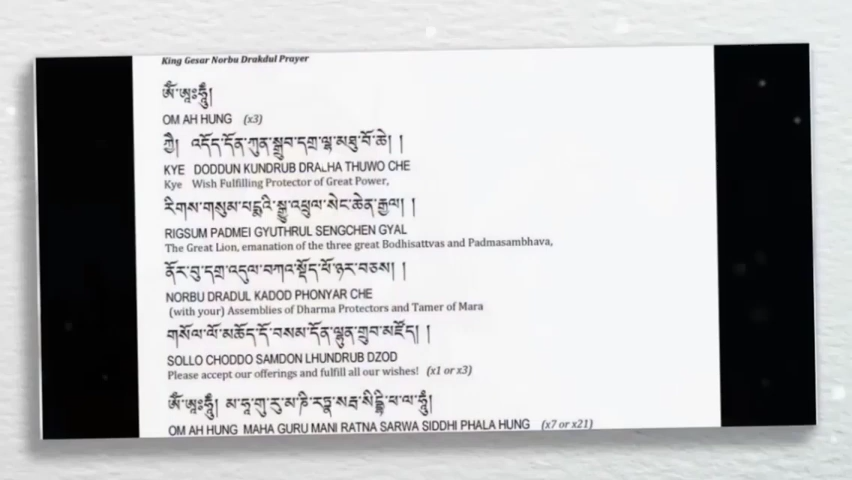 King Gesar Norbu Drakdul Prayer
ༀ་ཨཱཿཧཱུྃ།
OM AH HUNG (x3)
ཀྱཻ། འདོད་དོན་ཀུན་སྒྲུབ་དགྲ་ལྷ་མཐུ་བོ་ཆེ། །
KYE DODDUN KUNDRUB DRALHA THUWO CHE
Kye Wish Fulfilling Protector of Great Power,
རིགས་གསུམ་པདྨའི་སྒྱུ་འཕྲུལ་སེང་ཆེན་རྒྱལ། །
RIGSUM PADMEI GYUTHRUL SENGCHEN GYAL
The Great Lion, emanation of the three great Bodhisattvas and Padmasambhava,
ནོར་བུ་དགྲ་འདུལ་བཀའ་སྡོད་ཕོ་ཉར་བཅས། །
NORBU DRADUL KADOD PHONYAR CHE
(with your) Assemblies of Dharma Protectors and Tamer of Mara
གསོལ་ལོ་མཆོད་དོ་བསམ་དོན་ལྷུན་གྲུབ་མཛོད། །
SOLLO CHODDO SAMDON LHUNDRUB DZOD
Please accept our offerings and fulfill all our wishes! (x1 or x3)
ༀ་ཨཱཿཧཱུྃ། མ་ཧཱ་གུ་རུ་མ་ཎི་རཏྣ་སརྦ་སིདྡྷི་ཕ་ལ་ཧཱུྃ།
OM AH HUNG MAHA GURU MANI RATNA SARWA SIDDHI PHALA HUNG (x7 or x21)